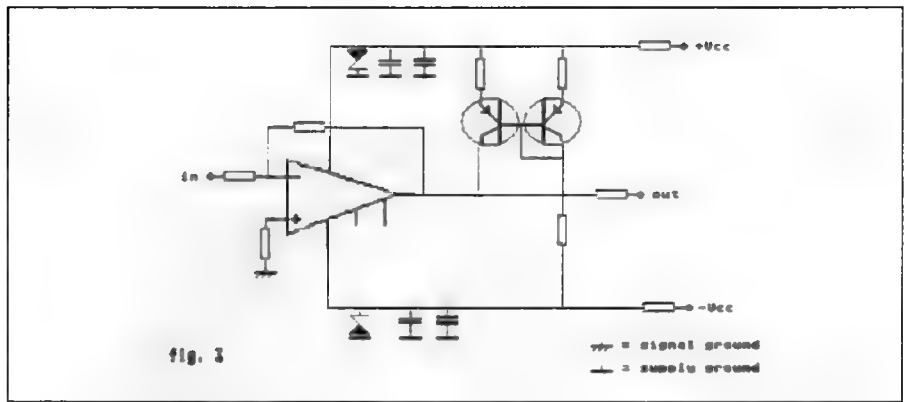 +Vcc
in
out
-Vcc
fig. 3
= signal ground
= supply ground